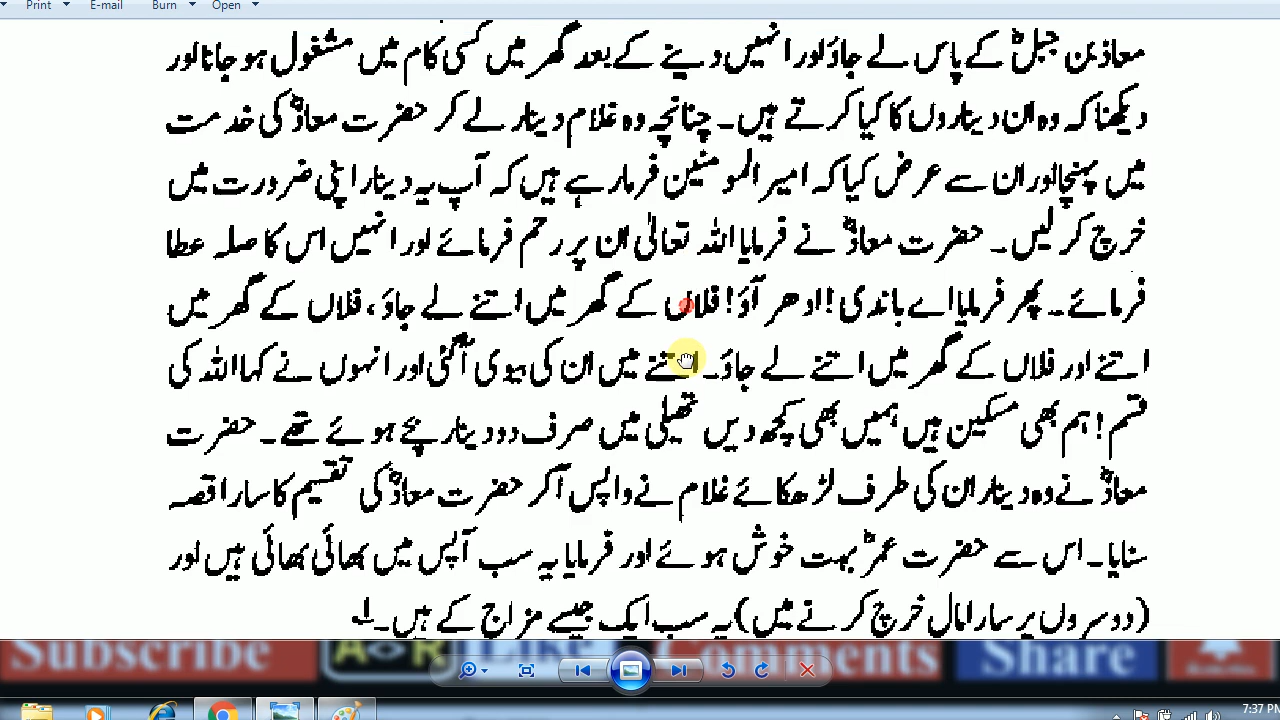 Print E-mail Burn Open
معاذ بن جبلؓ کے پاس لے جاؤ اور انہیں دینے کے بعد گھر میں کسی کام میں مشغول ہو جانا اور
دیکھنا کہ وہ ان دیناروں کا کیا کرتے ہیں۔ چنانچہ وہ غلام دینار لے کر حضرت معاذؓ کی خدمت
میں پہنچا اور ان سے عرض کیا کہ امیر المومنین فرما رہے ہیں کہ آپ یہ دینار اپنی ضرورت میں
خرچ کر لیں۔ حضرت معاذؓ نے فرمایا اللہ تعالیٰ ان پر رحم فرمائے اور انہیں اس کا صلہ عطا
فرمائے۔ پھر فرمایا اے باندی! ادھر آؤ! فلاں کے گھر میں اتنے لے جاؤ، فلاں کے گھر میں
اتنے اور فلاں کے گھر میں اتنے لے جاؤ۔ اتنے میں ان کی بیوی آگئی اور انہوں نے کہا اللہ کی
قسم! ہم بھی مسکین ہیں ہمیں بھی کچھ دیں تھیلی میں صرف دو دینار بچے ہوئے تھے۔ حضرت
معاذؓ نے وہ دینار ان کی طرف لڑھکائے غلام نے واپس آکر حضرت معاذؓ کی تقسیم کا سارا قصہ
سنایا۔ اس سے حضرت عمرؓ بہت خوش ہوئے اور فرمایا یہ سب آپس میں بھائی بھائی ہیں اور
(دوسروں پر سارا مال خرچ کرنے میں) یہ سب ایک جیسے مزاج کے ہیں۔
Subscribe Comments Share
7:37 PM